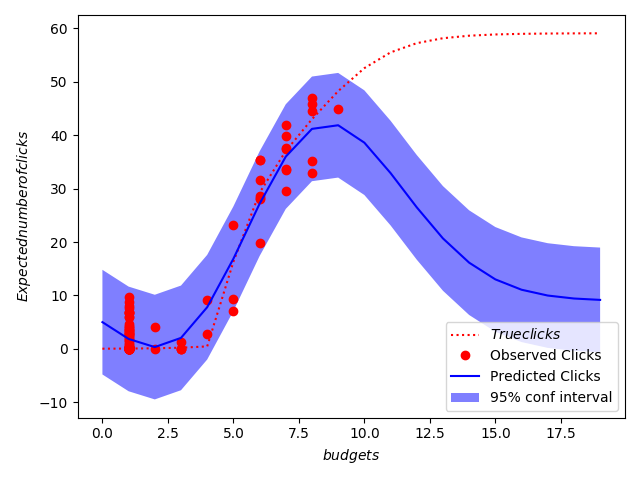 60
50
40
30
20
10
0
−10
Expectednumberofclicks
Trueclicks
Observed Clicks
Predicted Clicks
95% conf interval
0.0 2.5 5.0 7.5 10.0 12.5 15.0 17.5
budgets